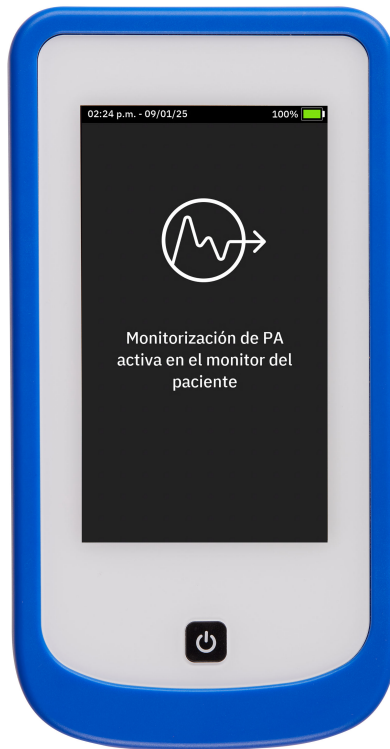 02:24 p.m. - 09/01/25 100%
Monitorización de PA
activa en el monitor del
paciente